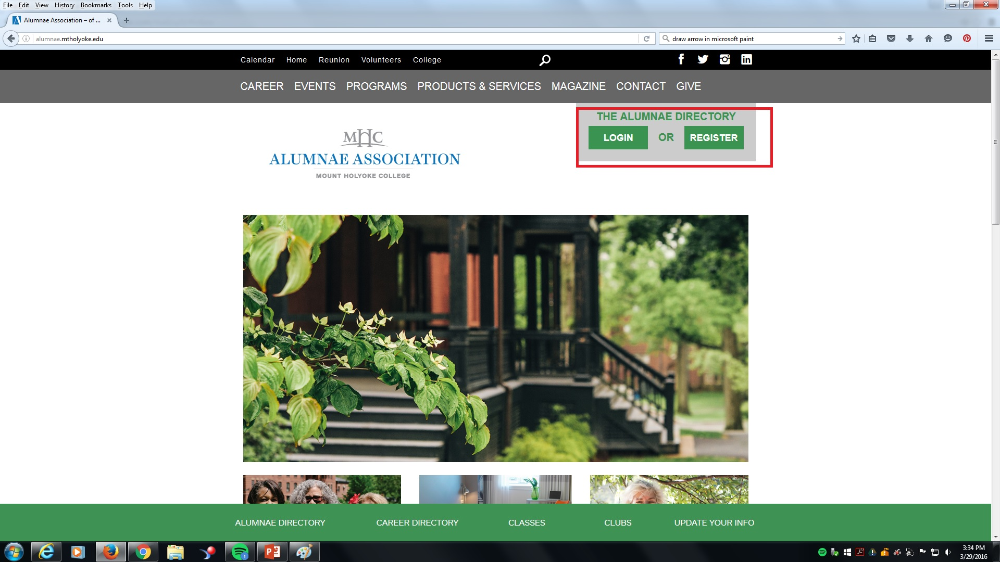 File Edit View History Bookmarks Tools Help
Alumnae Association – of ...
alumnae.mtholyoke.edu
draw arrow in microsoft paint
Calendar Home Reunion Volunteers College
CAREER EVENTS PROGRAMS PRODUCTS & SERVICES MAGAZINE CONTACT GIVE
THE ALUMNAE DIRECTORY
LOGIN OR REGISTER
MHC
ALUMNAE ASSOCIATION
MOUNT HOLYOKE COLLEGE
ALUMNAE DIRECTORY CAREER DIRECTORY CLASSES CLUBS UPDATE YOUR INFO
3:34 PM
3/29/2016